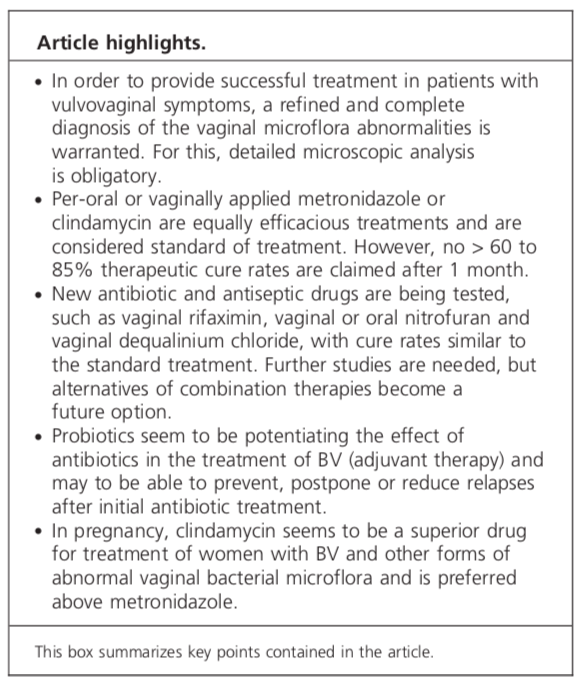 Article highlights.
• In order to provide successful treatment in patients with
vulvovaginal symptoms, a refined and complete
diagnosis of the vaginal microflora abnormalities is
warranted. For this, detailed microscopic analysis
is obligatory.
• Per-oral or vaginally applied metronidazole or
clindamycin are equally efficacious treatments and are
considered standard of treatment. However, no > 60 to
85% therapeutic cure rates are claimed after 1 month.
• New antibiotic and antiseptic drugs are being tested,
such as vaginal rifaximin, vaginal or oral nitrofuran and
vaginal dequalinium chloride, with cure rates similar to
the standard treatment. Further studies are needed, but
alternatives of combination therapies become a
future option.
• Probiotics seem to be potentiating the effect of
antibiotics in the treatment of BV (adjuvant therapy) and
may to be able to prevent, postpone or reduce relapses
after initial antibiotic treatment.
• In pregnancy, clindamycin seems to be a superior drug
for treatment of women with BV and other forms of
abnormal vaginal bacterial microflora and is preferred
above metronidazole.
This box summarizes key points contained in the article.